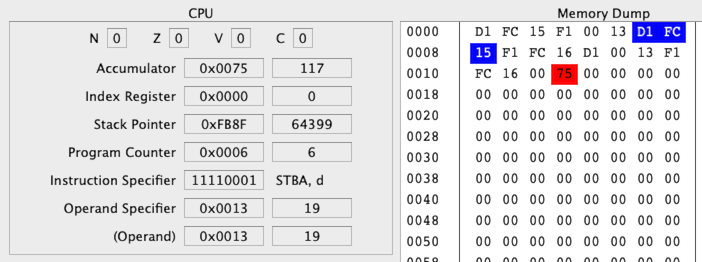 CPU
N 0 Z 0 V 0 C 0
Accumulator 0x0075 117
Index Register 0x0000 0
Stack Pointer 0xFB8F 64399
Program Counter 0x0006 6
Instruction Specifier 11110001 STBA, d
Operand Specifier 0x0013 19
(Operand) 0x0013 19
Memory Dump
0000 D1 FC 15 F1 00 13 D1 FC
0008 15 F1 FC 16 D1 00 13 F1
0010 FC 16 00 75 00 00 00 00
0018 00 00 00 00 00 00 00 00
0020 00 00 00 00 00 00 00 00
0028 00 00 00 00 00 00 00 00
0030 00 00 00 00 00 00 00 00
0038 00 00 00 00 00 00 00 00
0040 00 00 00 00 00 00 00 00
0048 00 00 00 00 00 00 00 00
0050 00 00 00 00 00 00 00 00